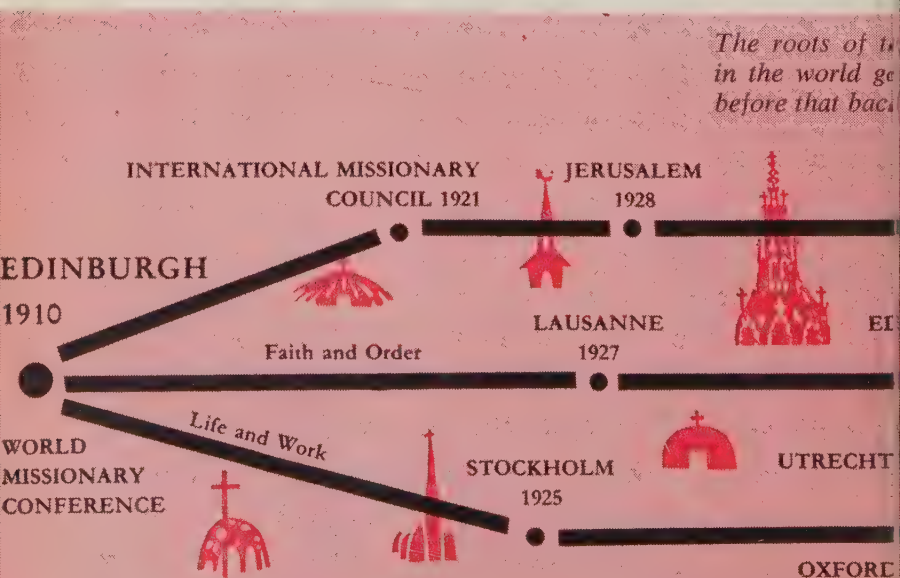 The roots of
in the world
before that
INTERNATIONAL MISSIONARY
COUNCIL 1921
JERUSALEM
1928
EDINBURGH
1910
LAUSANNE
1927
Faith and Order
Life and Work
WORLD
MISSIONARY
CONFERENCE
STOCKHOLM
1925
UTRECHT
OXFORD